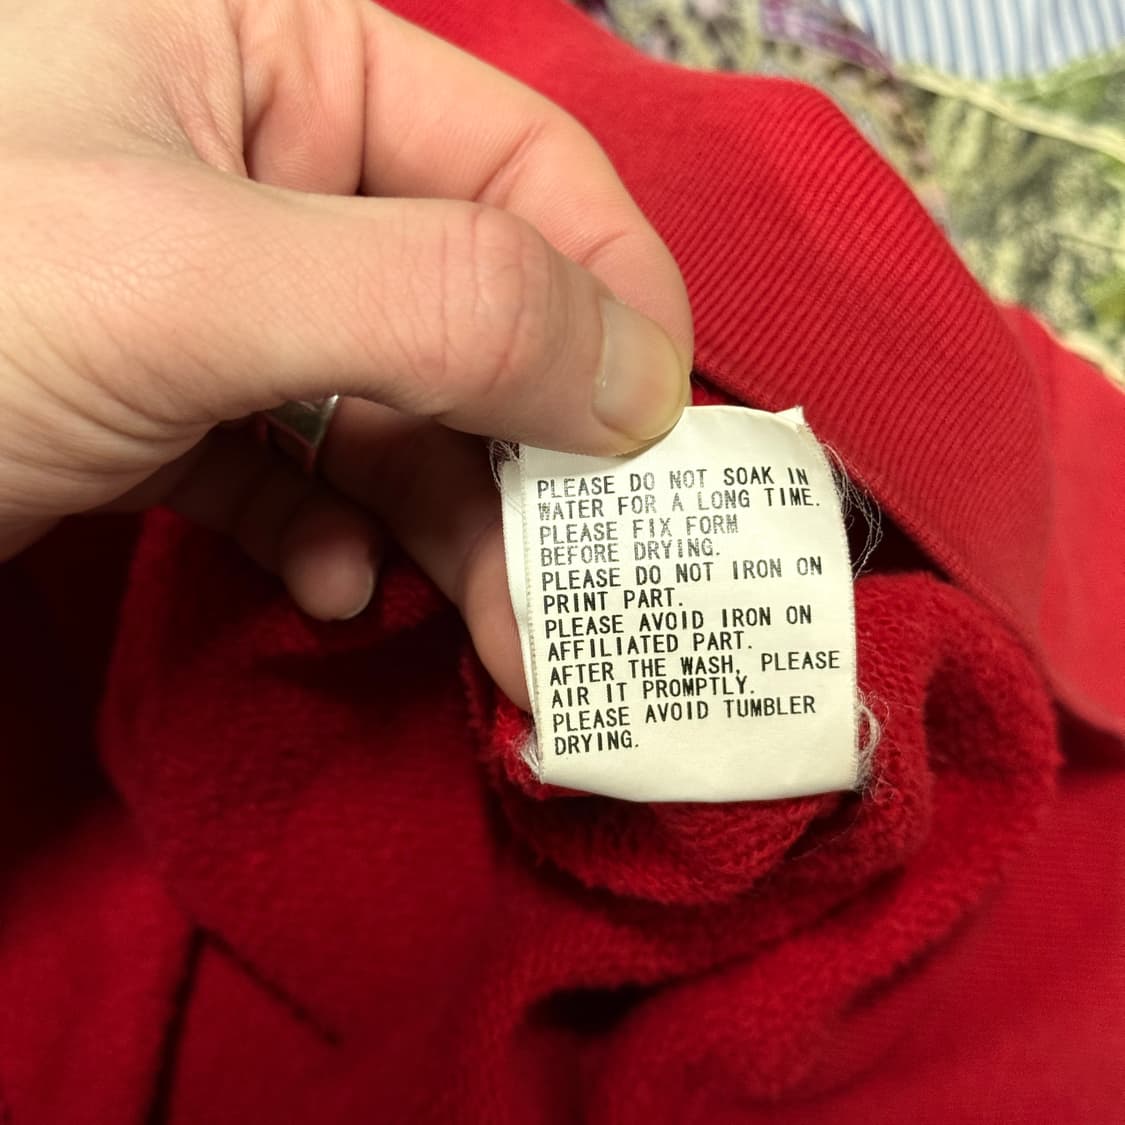 PLEASE DO NOT SOAK IN
WATER FOR A LONG TIME.
PLEASE FIX FORM
BEFORE DRYING.
PLEASE DO NOT IRON ON
PRINT PART.
PLEASE AVOID IRON ON
AFFILIATED PART.
AFTER THE WASH, PLEASE
AIR IT PROMPTLY.
PLEASE AVOID TUMBLER
DRYING.